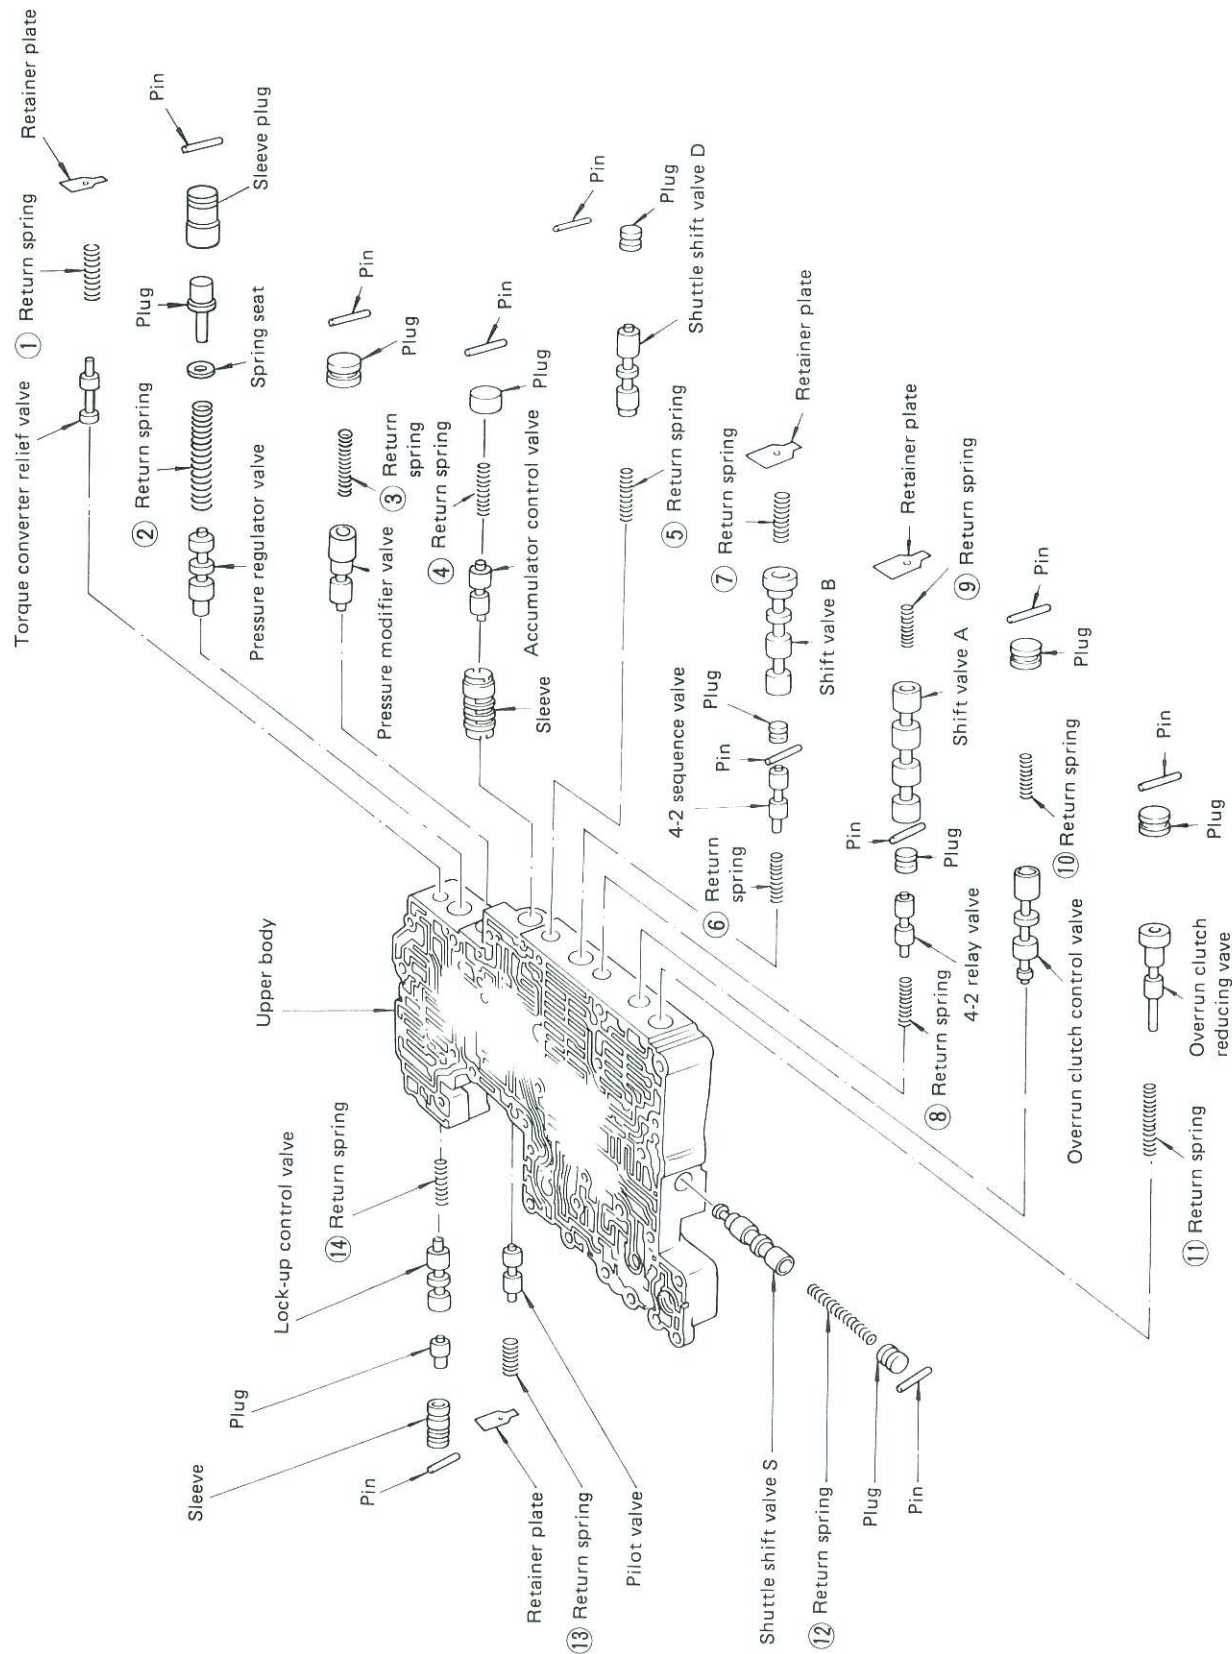 Torque converter relief valve
① Return spring
Retainer plate
Pressure regulator valve
② Return spring
Spring seat
Plug
Sleeve plug
Pin
Pressure modifier valve
③ Return
spring
Plug
Pin
Sleeve
Accumulator control valve
④ Return spring
Plug
Pin
⑤ Return spring
Shuttle shift valve D
Plug
Pin
⑥ Return
spring
4-2 sequence valve
Pin
Plug
Shift valve B
⑦ Return spring
Retainer plate
⑧ Return spring
4-2 relay valve
Plug
Pin
Shift valve A
⑨ Return spring
Retainer plate
Overrun clutch control valve
⑩ Return spring
Plug
Pin
⑪ Return spring
Overrun clutch
reducing vave
Plug
Pin
Upper body
⑭ Return spring
Lock-up control valve
Plug
Sleeve
Pin
Retainer plate
⑬ Return spring
Pilot valve
Shuttle shift valve S
⑫ Return spring
Plug
Pin